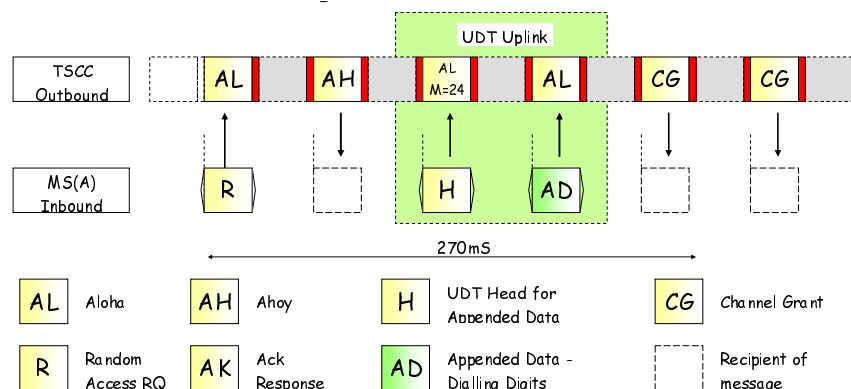 UDT Uplink
TSCC
Outbound
AL
AH
AL
M=24
AL
CG
CG
MS(A)
Inbound
R
H
AD
270mS
AL
Aloha
AH
Ahoy
H
UDT Head for
Appended Data
CG
Channel Grant
R
Random
Access RQ
AK
Ack
Response
AD
Appended Data -
Dialling Digits
Recipient of
message